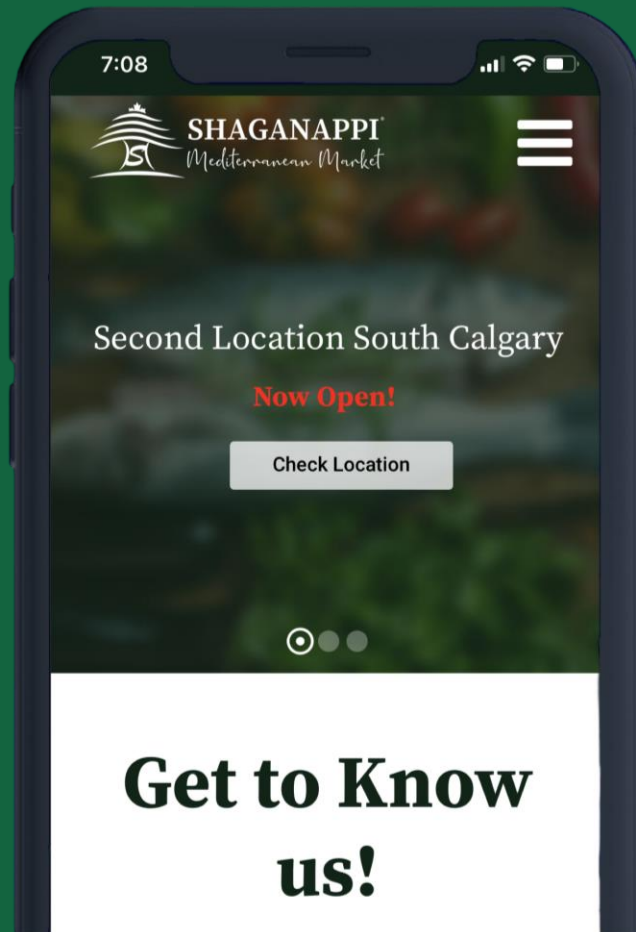 7:08
SHAGANAPPI
Mediterranean Market
Second Location South Calgary
Now Open!
Check Location
Get to Know
us!